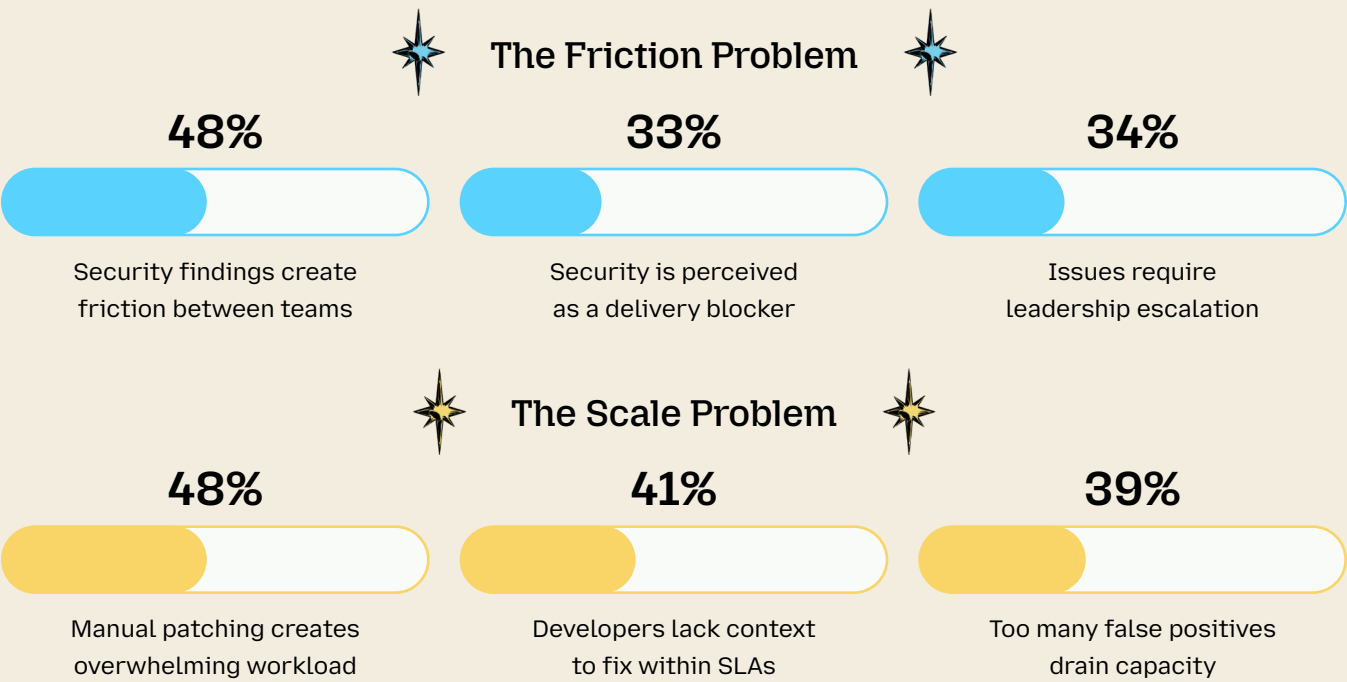 The Friction Problem
48%
33%
34%
Security findings create
friction between teams
Security is perceived
as a delivery blocker
Issues require
leadership escalation
The Scale Problem
48%
41%
39%
Manual patching creates
overwhelming workload
Developers lack context
to fix within SLAs
Too many false positives
drain capacity